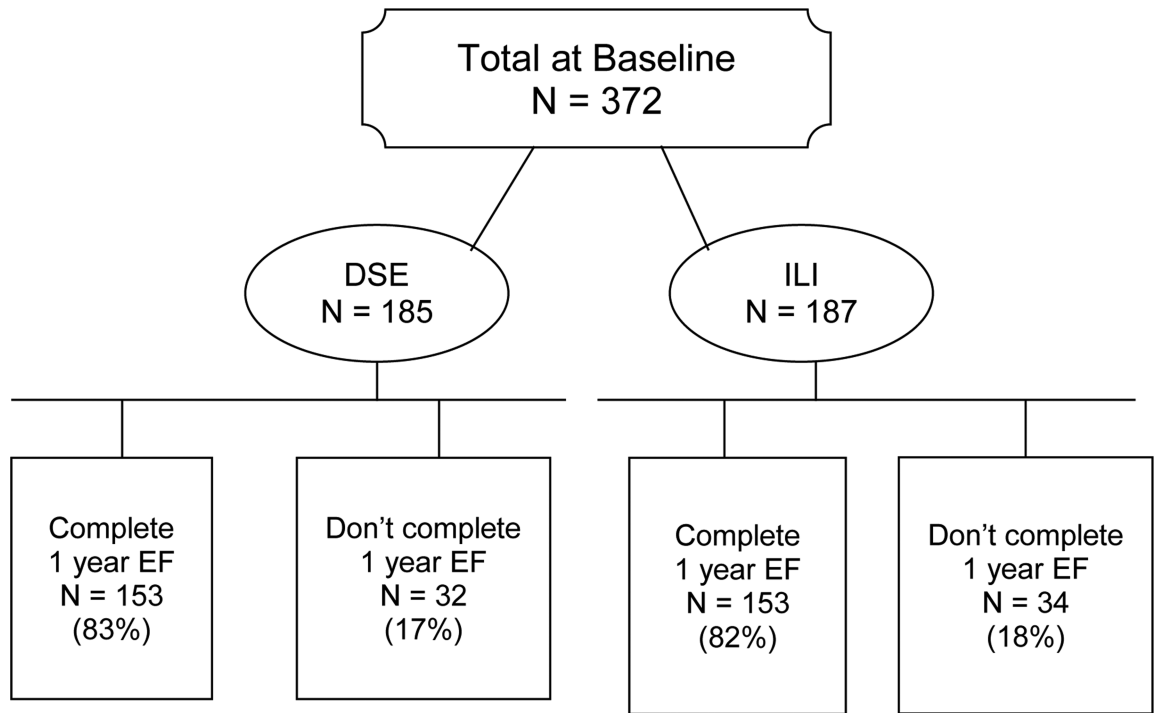 Total at Baseline
N = 372
DSE
N = 185
ILI
N = 187
Complete
1 year EF
N = 153
(83%)
Don’t complete
1 year EF
N = 32
(17%)
Complete
1 year EF
N = 153
(82%)
Don’t complete
1 year EF
N = 34
(18%)